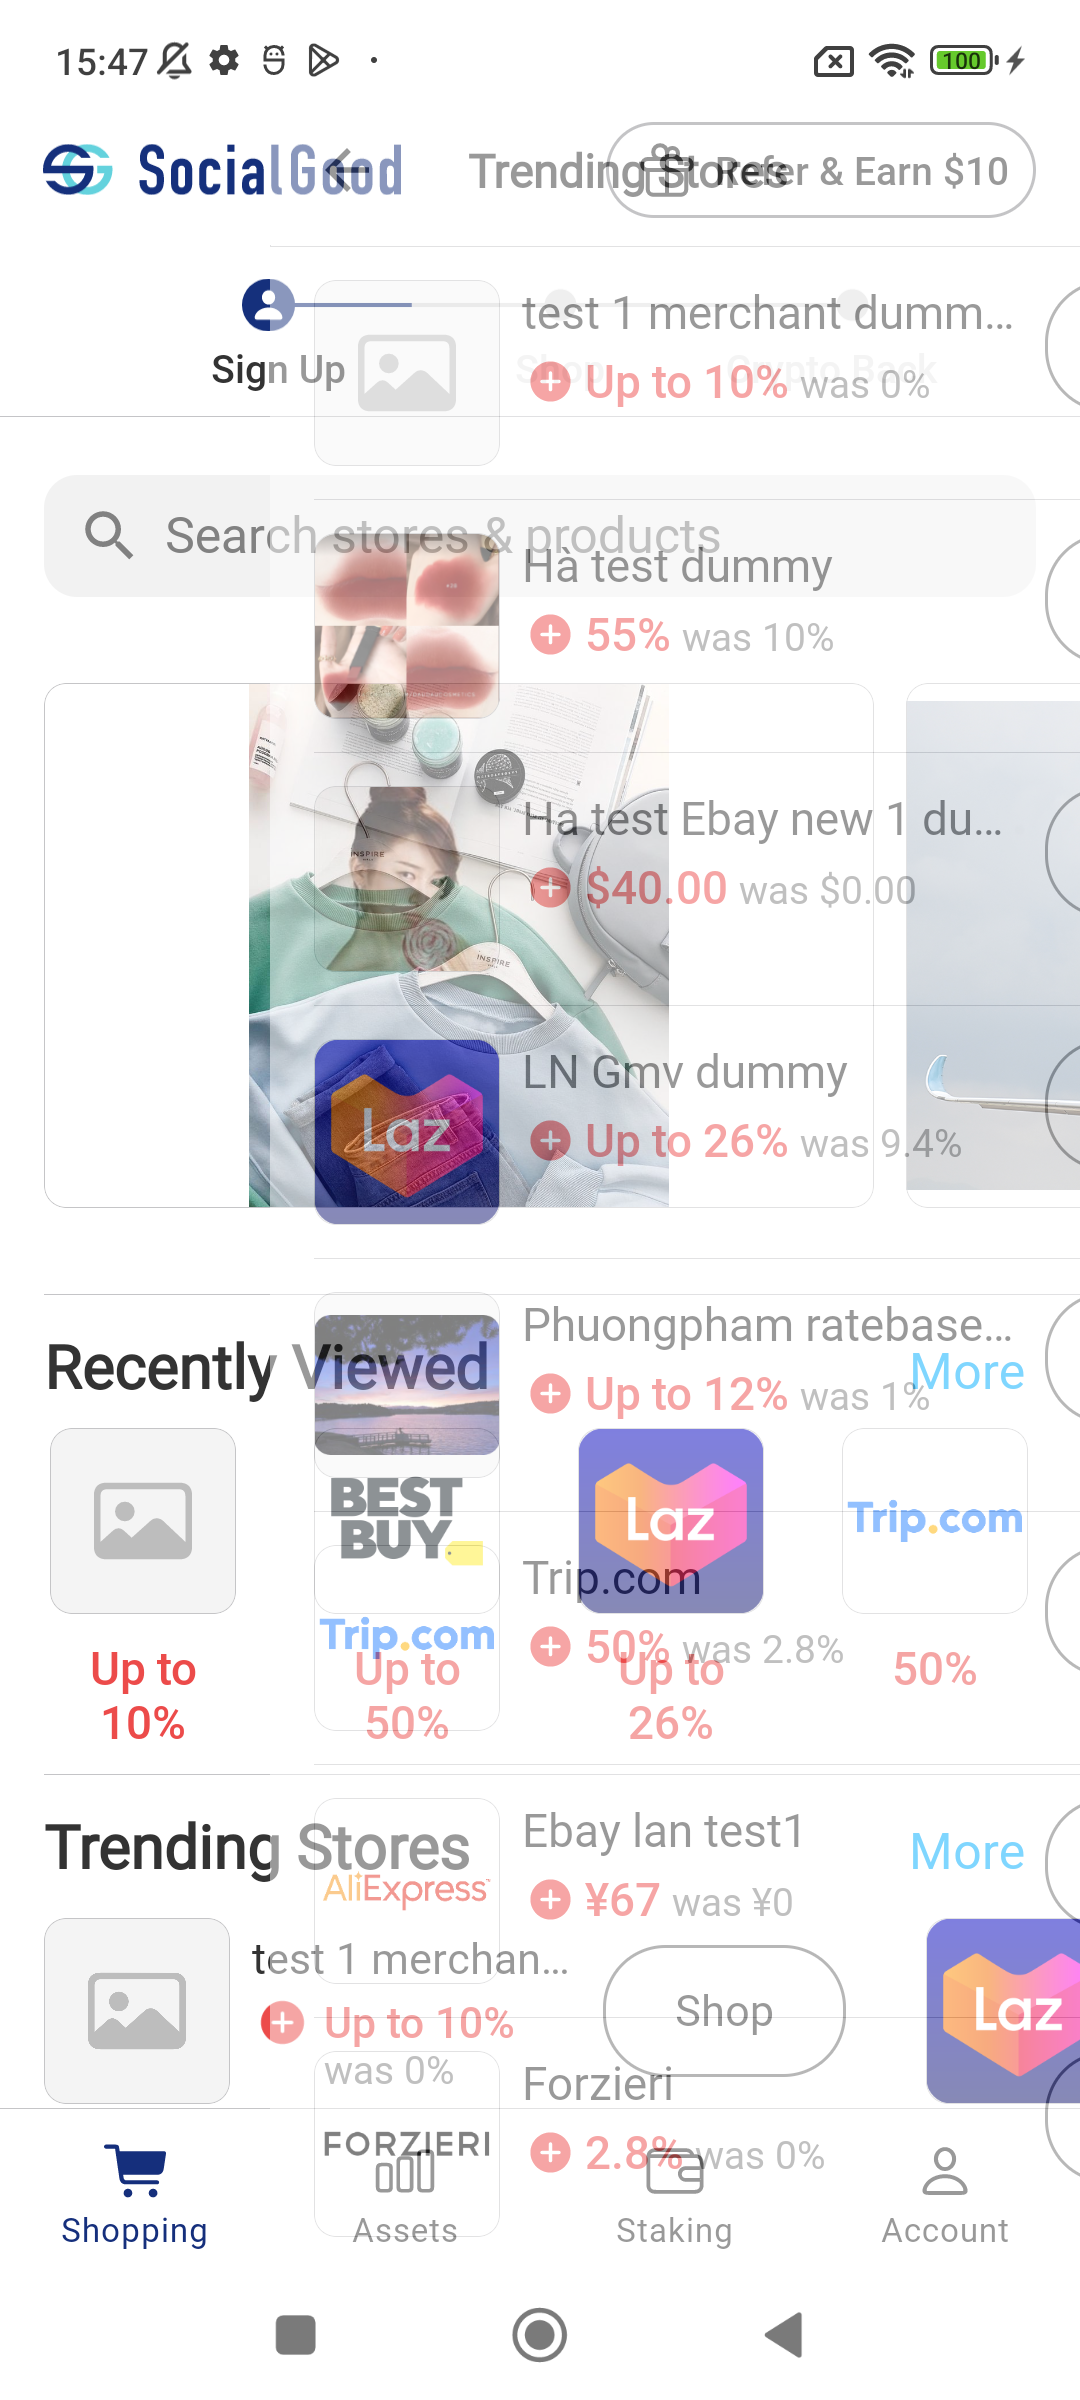 15:47
100
SocialGood
Trending Stores
Refer & Earn $10
Sign Up
Shop
Crypto Back
test 1 merchant dumm...
Up to 10% was 0%
Search stores & products
Hà test dummy
55% was 10%
Ha test Ebay new 1 du...
$40.00 was $0.00
INSPIRE
INSPIRE
LN Gmv dummy
Laz
Up to 26% was 9.4%
Phuongpham ratebase...
Recently Viewed
More
Up to 12% was 1%
BEST
BUY
Laz
Trip.com
Trip.com
Trip.com
50% was 2.8%
Up to
10%
Up to
50%
Up to
26%
50%
Ebay lan test1
Trending Stores
More
AliExpress
¥67 was ¥0
test 1 merchan...
Up to 10%
was 0%
Shop
Laz
Forzieri
FORZIERI
2.8% was 0%
Shopping
Assets
Staking
Account